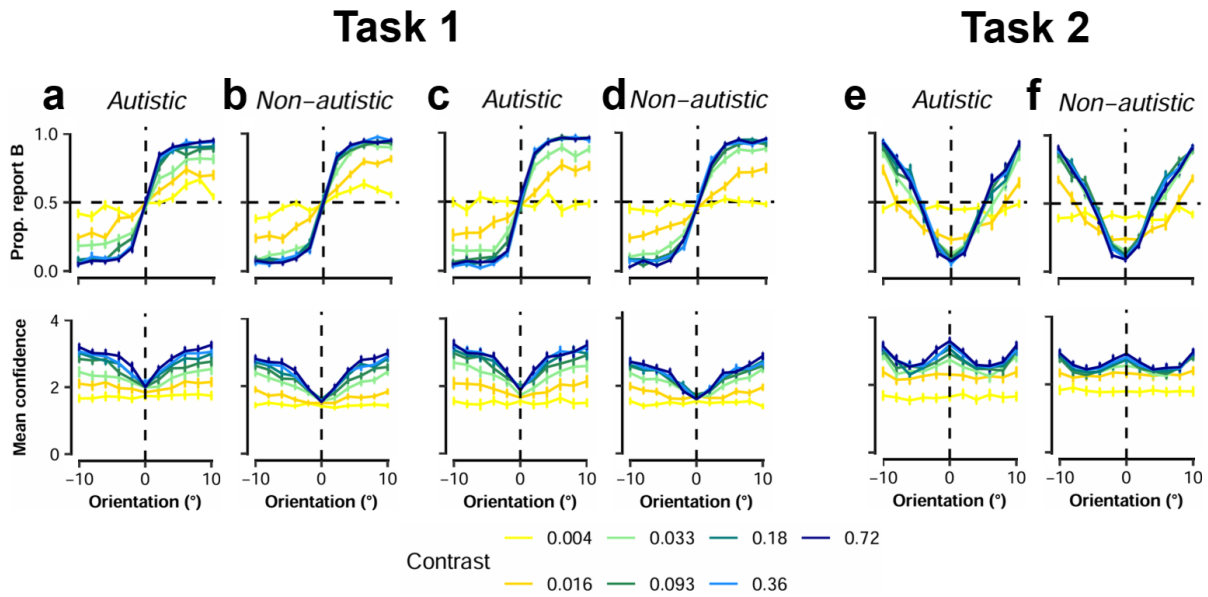 Task 1 Task 2
a Autistic b Non−autistic c Autistic d Non−autistic e Autistic f Non−autistic
Prop. report B
1.0
0.5
0.0
Mean confidence
4
2
0
−10 0 10 −10 0 10 −10 0 10 −10 0 10 −10 0 10 −10 0 10
Orientation (°) Orientation (°) Orientation (°) Orientation (°) Orientation (°) Orientation (°)
Contrast
0.004 0.033 0.18 0.72
0.016 0.093 0.36